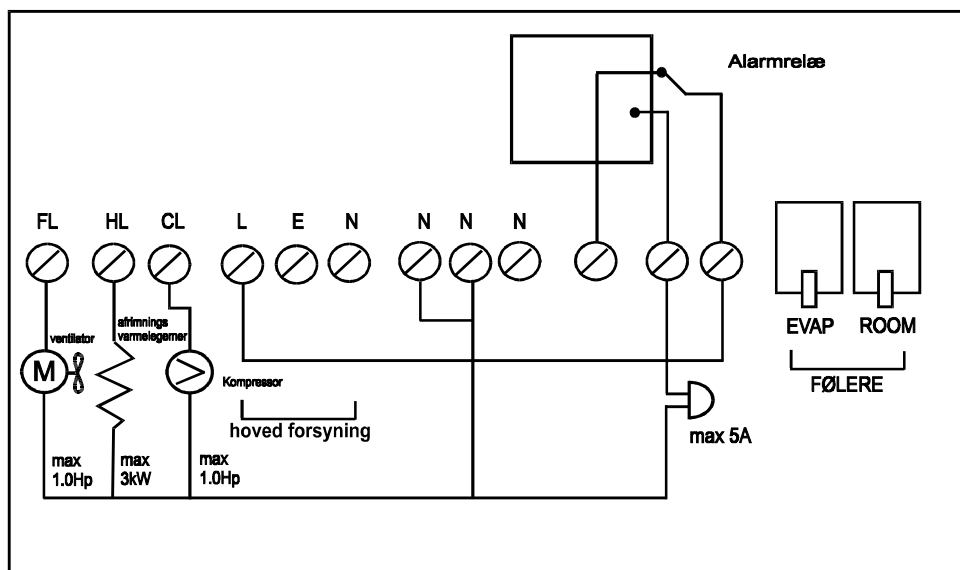 Alarmrelæ
FL HL CL L E N N N N
ventilator
afrimnings
varmelegemer
M
Kompressor
EVAP ROOM
FØLERE
hoved forsyning
max 5A
max
1.0Hp
max
3kW
max
1.0Hp